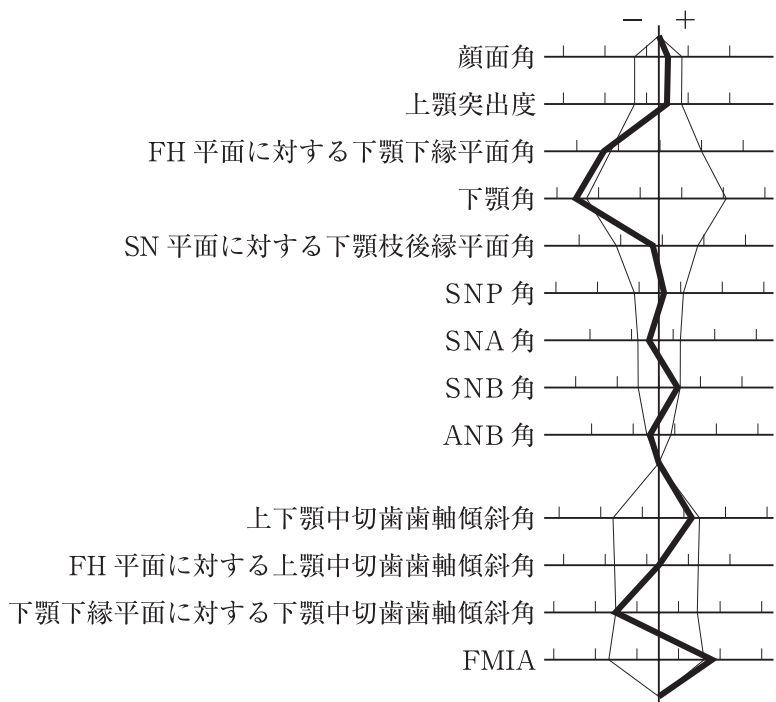 − +
顔面角
上顎突出度
FH 平面に対する下顎下縁平面角
下顎角
SN 平面に対する下顎枝後縁平面角
SNP 角
SNA 角
SNB 角
ANB 角
上下顎中切歯歯軸傾斜角
FH 平面に対する上顎中切歯歯軸傾斜角
下顎下縁平面に対する下顎中切歯歯軸傾斜角
FMIA